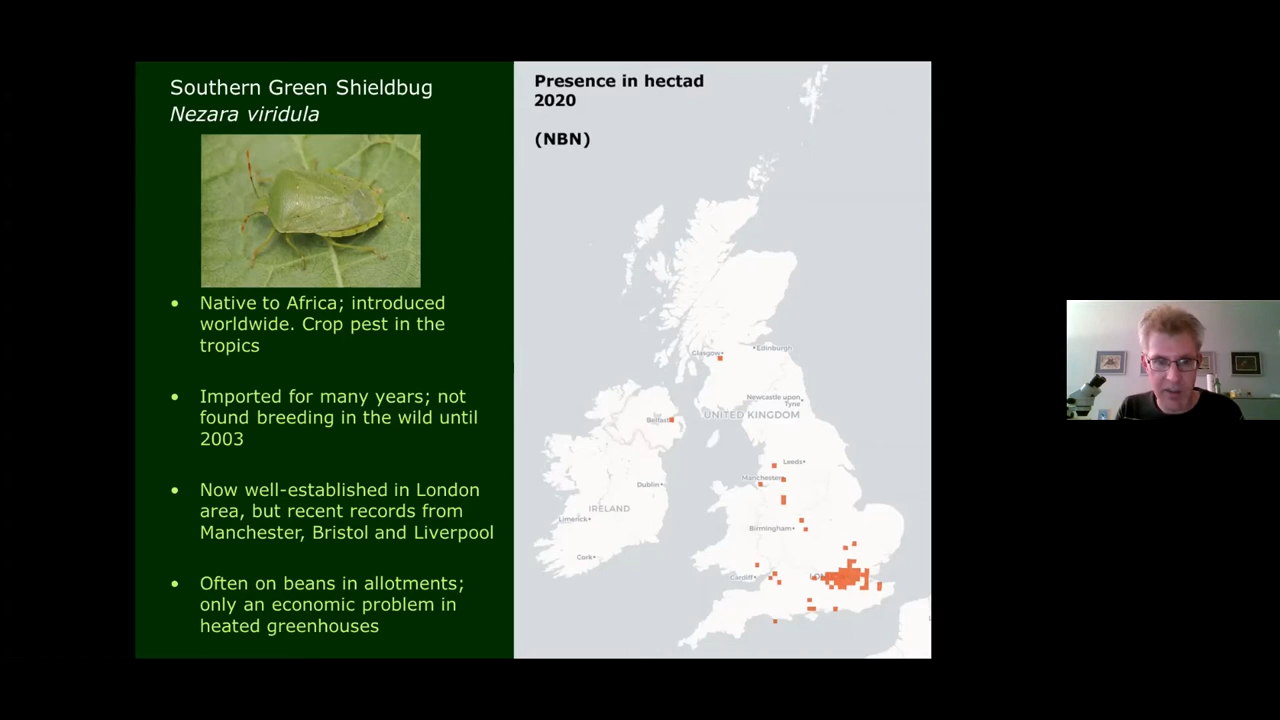 Southern Green Shieldbug
Nezara viridula
• Native to Africa; introduced
worldwide. Crop pest in the
tropics
• Imported for many years; not
found breeding in the wild until
2003
• Now well-established in London
area, but recent records from
Manchester, Bristol and Liverpool
• Often on beans in allotments;
only an economic problem in
heated greenhouses
Presence in hectad
2020
(NBN)
Glasgow
Edinburgh
Newcastle upon
Tyne
UNITED KINGDOM
Belfast
Leeds
Manchester
Dublin
IRELAND
Limerick
Birmingham
Cork
Cardiff